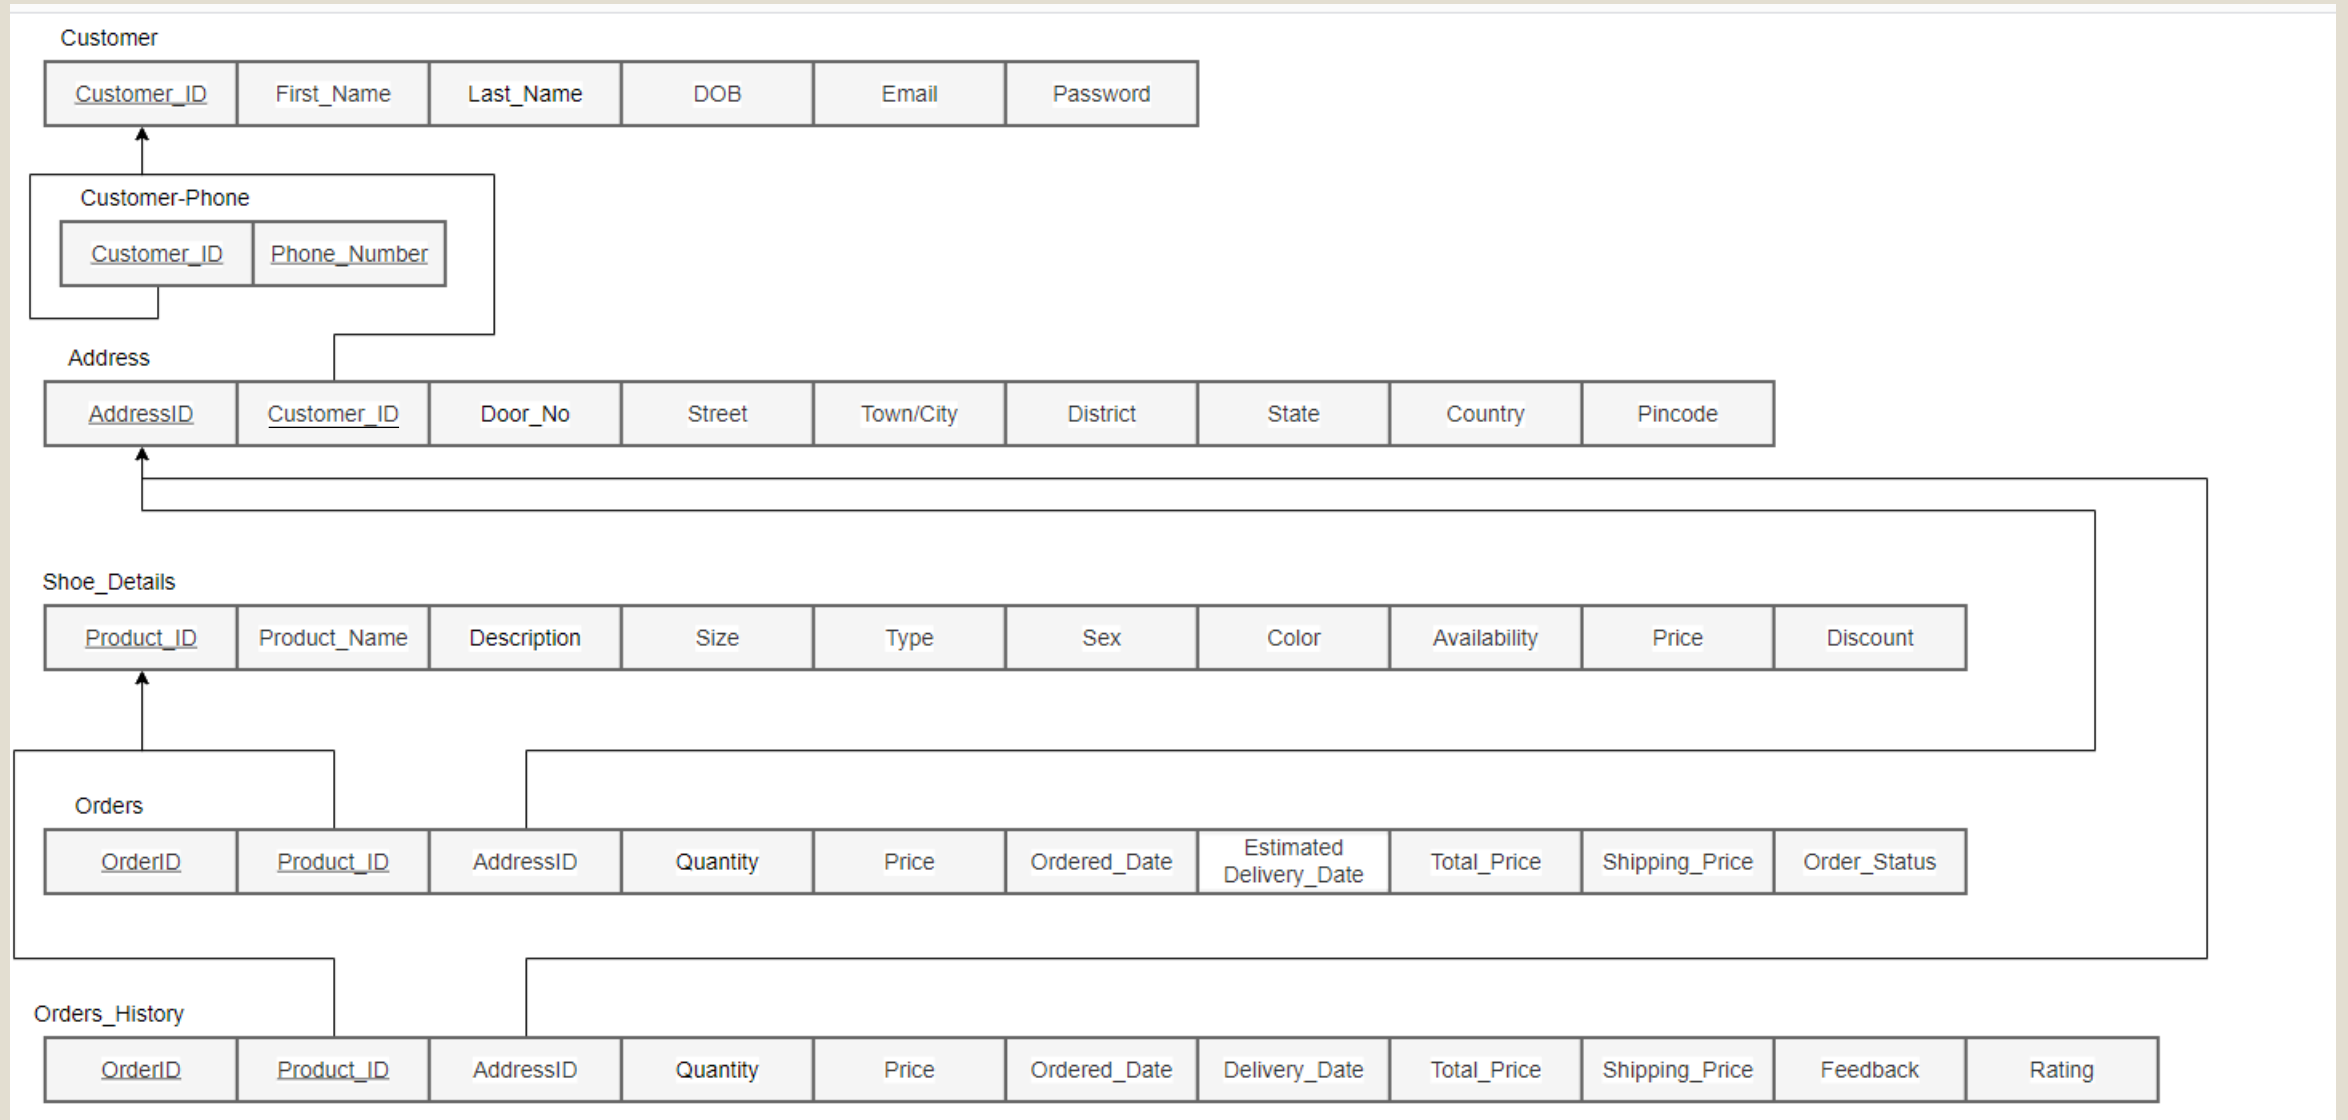 Customer
Customer_ID First_Name Last_Name DOB Email Password
Customer-Phone
Customer_ID Phone_Number
Address
AddressID Customer_ID Door_No Street Town/City District State Country Pincode
Shoe_Details
Product_ID Product_Name Description Size Type Sex Color Availability Price Discount
Orders
OrderID Product_ID AddressID Quantity Price Ordered_Date Estimated Delivery_Date Total_Price Shipping_Price Order_Status
Orders_History
OrderID Product_ID AddressID Quantity Price Ordered_Date Delivery_Date Total_Price Shipping_Price Feedback Rating